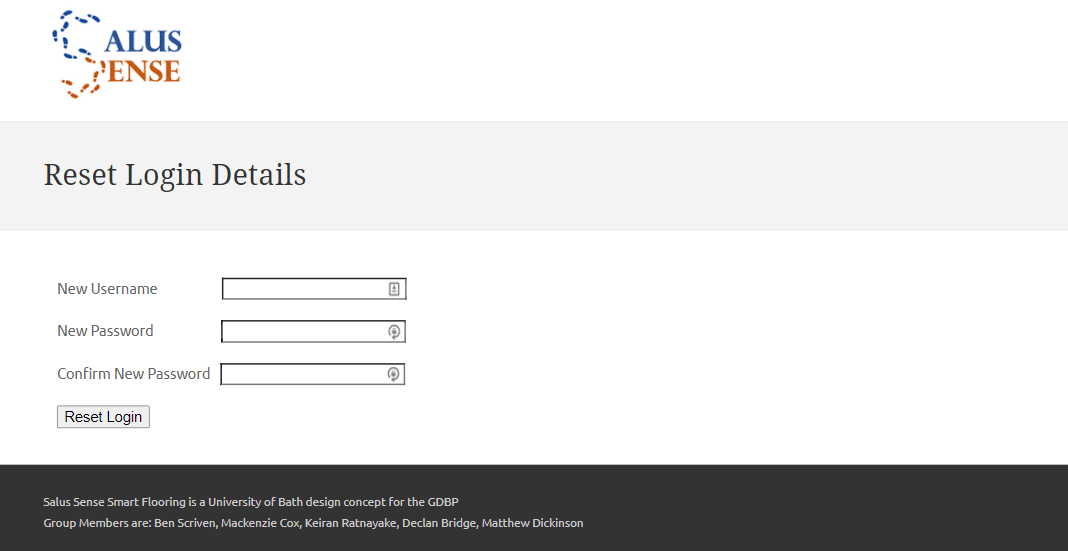 SALUS
SENSE
Reset Login Details
New Username
New Password
Confirm New Password
Reset Login
Salus Sense Smart Flooring is a University of Bath design concept for the GDBP
Group Members are: Ben Scriven, Mackenzie Cox, Keiran Ratnayake, Declan Bridge, Matthew Dickinson